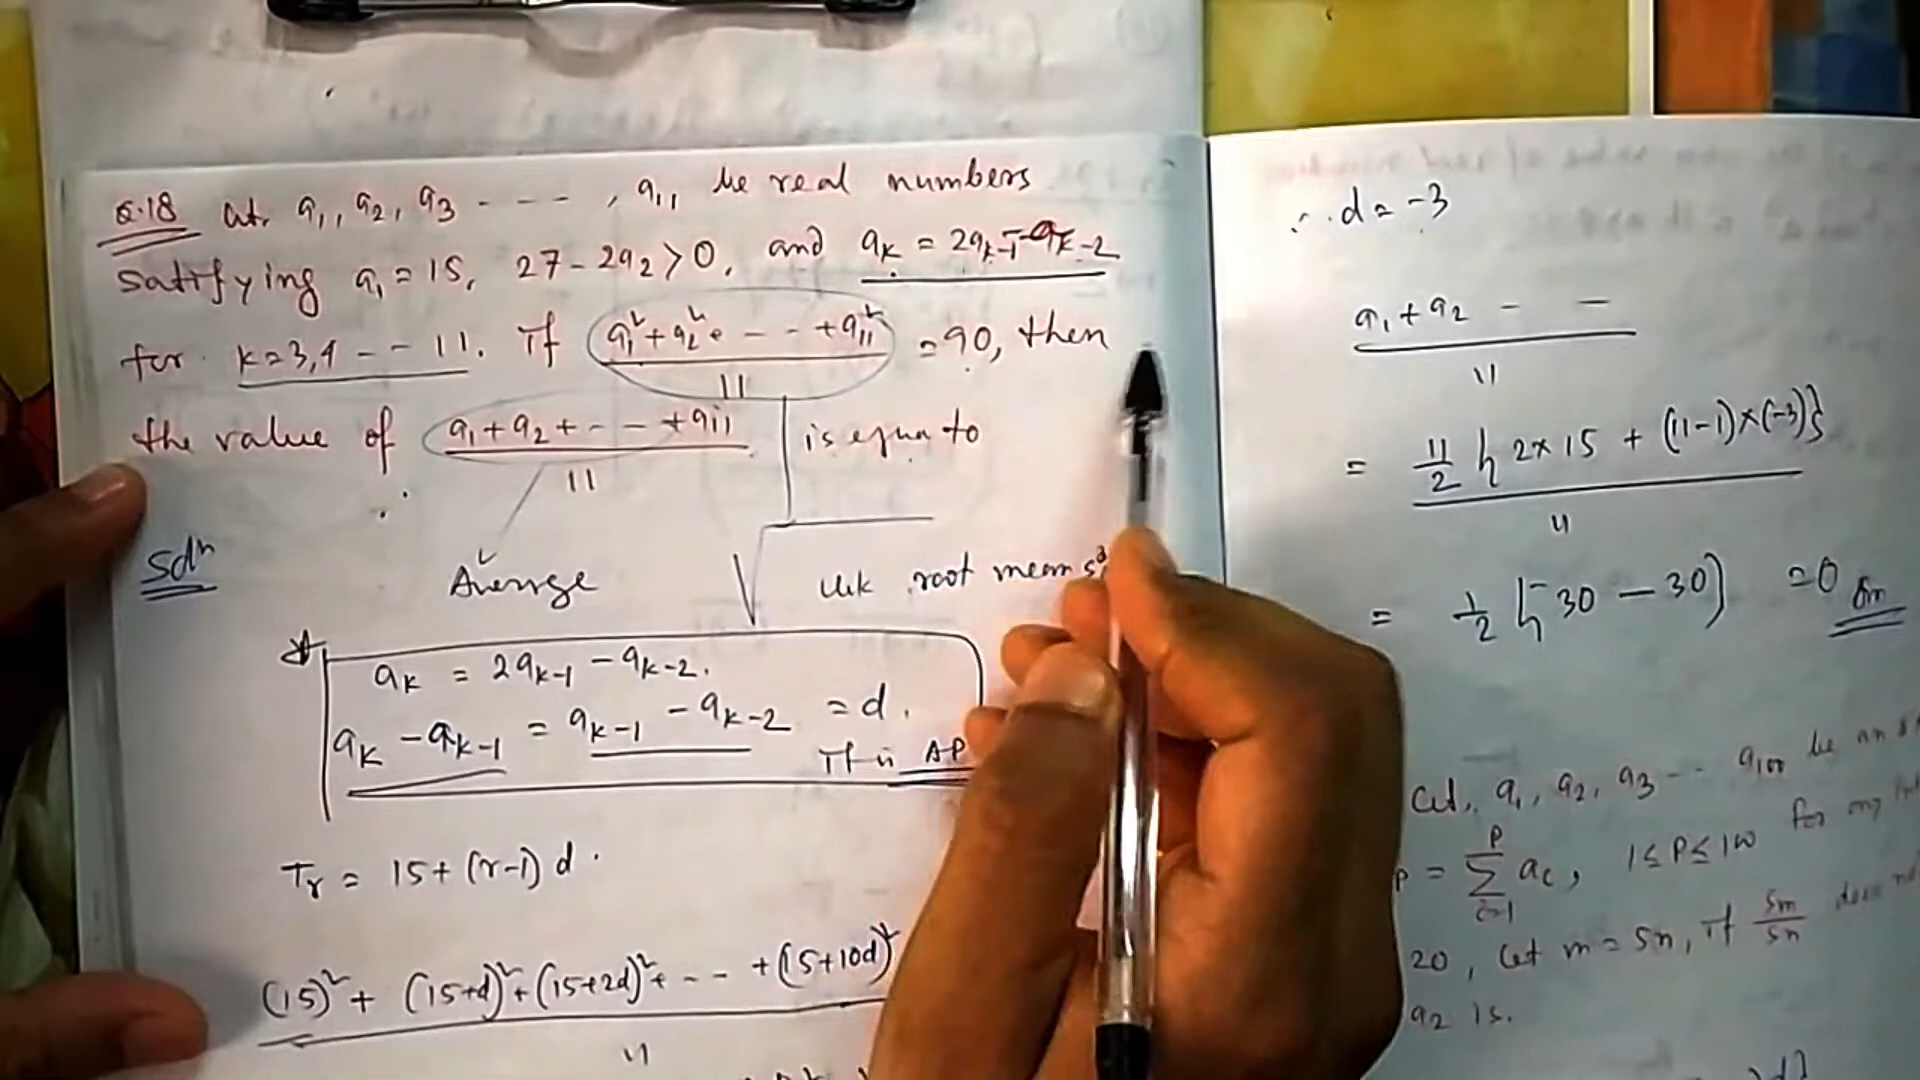 Q.18 Let a₁, a₂, a₃ - - - - , a₁₁ be real numbers
satisfying a₁ = 15, 27 - 2a₂ > 0, and aₖ = 2aₖ₋₁ - aₖ₋₂
for k = 3, 4 - - 11. If (a₁² + a₂² + - - - + a₁₁²)/11 = 90, then
the value of (a₁ + a₂ + - - - + a₁₁)/11 is equa to
Solⁿ
Average root mean
aₖ = 2aₖ₋₁ - aₖ₋₂.
aₖ - aₖ₋₁ = aₖ₋₁ - aₖ₋₂ = d.
It is AP
Tᵣ = 15 + (r-1) d.
(15)² + (15+d)² + (15+2d)² + - - - + (15+10d)²
11
∴ d = -3
a₁ + a₂ - -
11
= 11/2 { 2×15 + (11-1)×(-3)}
11
= 1/2 { 30 - 30} = 0 Ans
Let, a₁, a₂, a₃ - - - a₁₀₀ be an
p = Σ aᵢ, 1 ≤ P ≤ 100 for any
P
i=1
20, Let m = 5n, if Sm/Sn does
a₂ is.